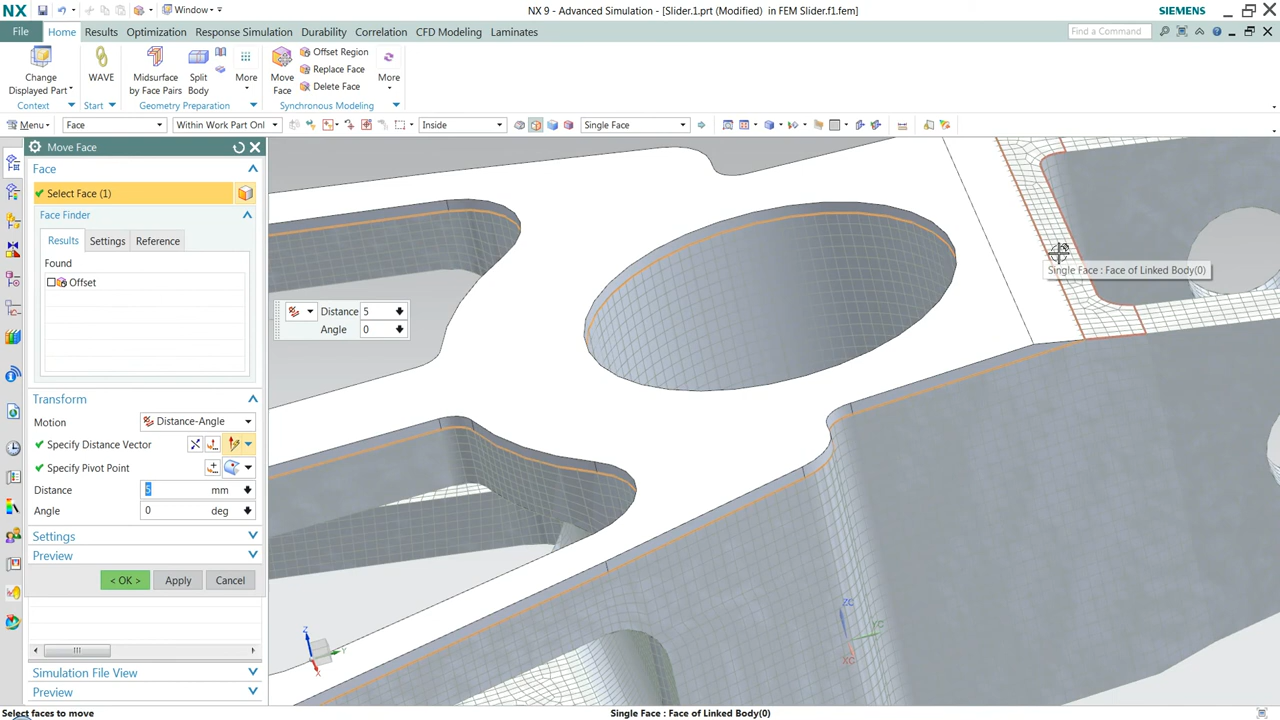 NX 9 - Advanced Simulation - [Slider.1.prt (Modified) in FEM Slider.f1.fem]
SIEMENS
Window
File Home Results Optimization Response Simulation Durability Correlation CFD Modeling Laminates
Find a Command
Change Displayed Part
WAVE
Midsurface by Face Pairs
Split Body
More
Move Face
Offset Region
Replace Face
Delete Face
More
Context
Start
Geometry Preparation
Synchronous Modeling
Menu
Face
Within Work Part Onl
Inside
Single Face
Move Face
Face
Select Face (1)
Face Finder
Results Settings Reference
Found
Offset
Transform
Motion Distance-Angle
Specify Distance Vector
Specify Pivot Point
Distance 5 mm
Angle 0 deg
Settings
Preview
< OK > Apply Cancel
Simulation File View
Preview
Distance 5
Angle 0
Single Face : Face of Linked Body(0)
ZC
YC
XC
Z
Y
X
Select faces to move
Single Face : Face of Linked Body(0)